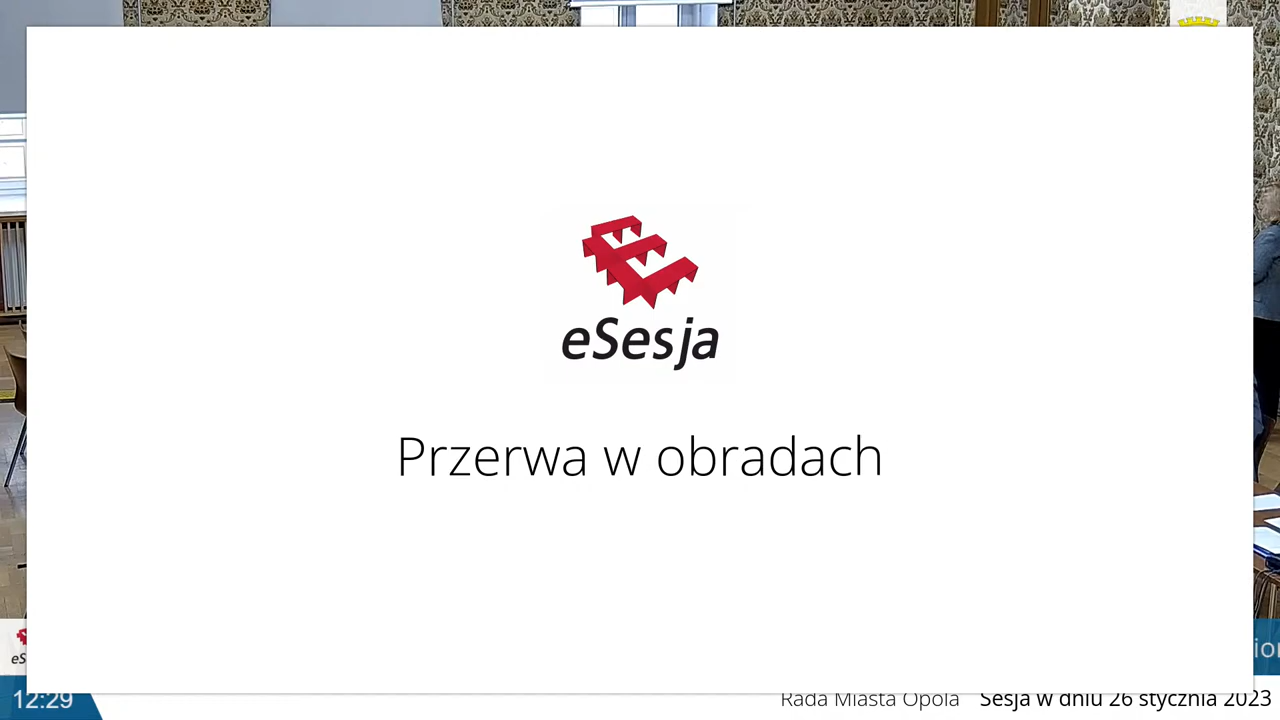 eSesja
Przerwa w obradach
12:29
Rada Miasta Opola Sesja w dniu 26 stycznia 2023